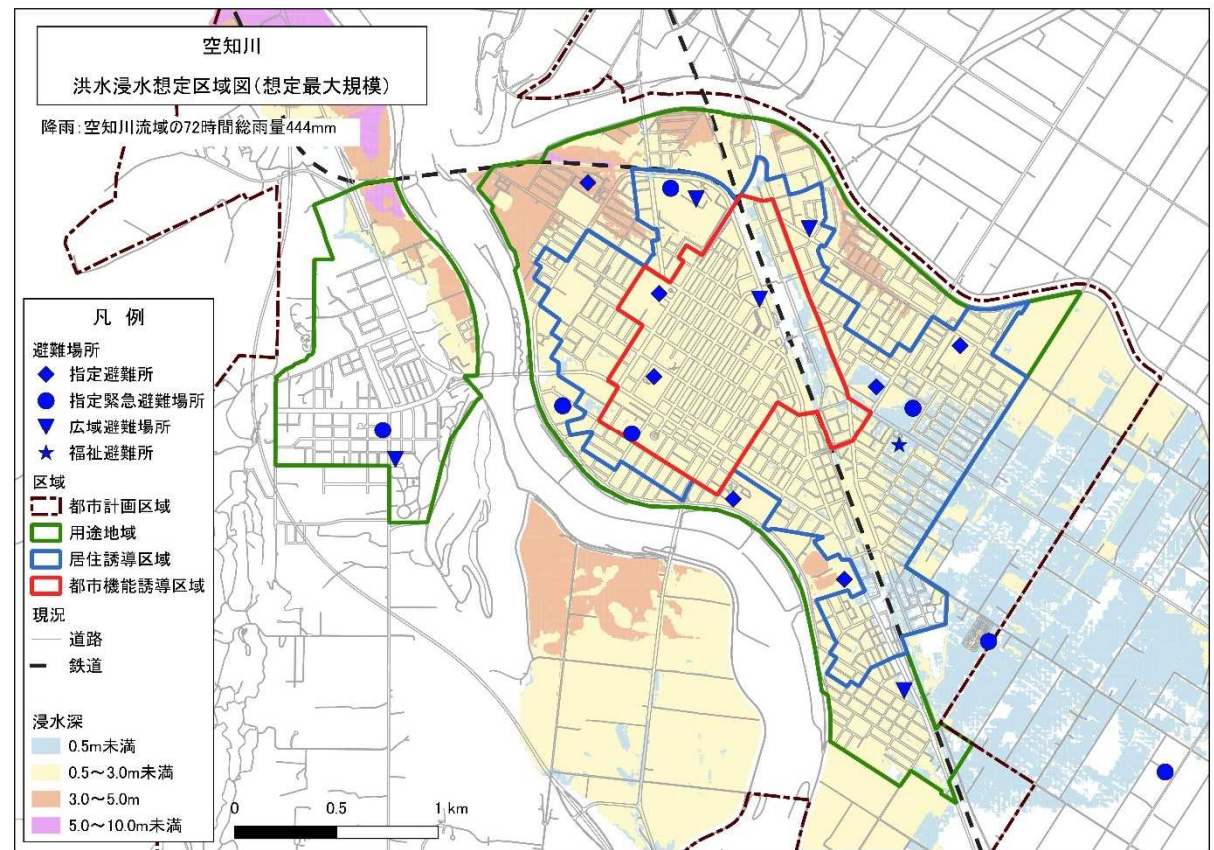 空知川
洪水浸水想定区域図(想定最大規模)
降雨:空知川流域の72時間総雨量444mm
凡 例
避難場所
指定避難所
指定緊急避難場所
広域避難場所
福祉避難所
区域
都市計画区域
用途地域
居住誘導区域
都市機能誘導区域
現況
道路
鉄道
浸水深
0.5m未満
0.5～3.0m未満
3.0～5.0m
5.0～10.0m未満
0 0.5 1 km